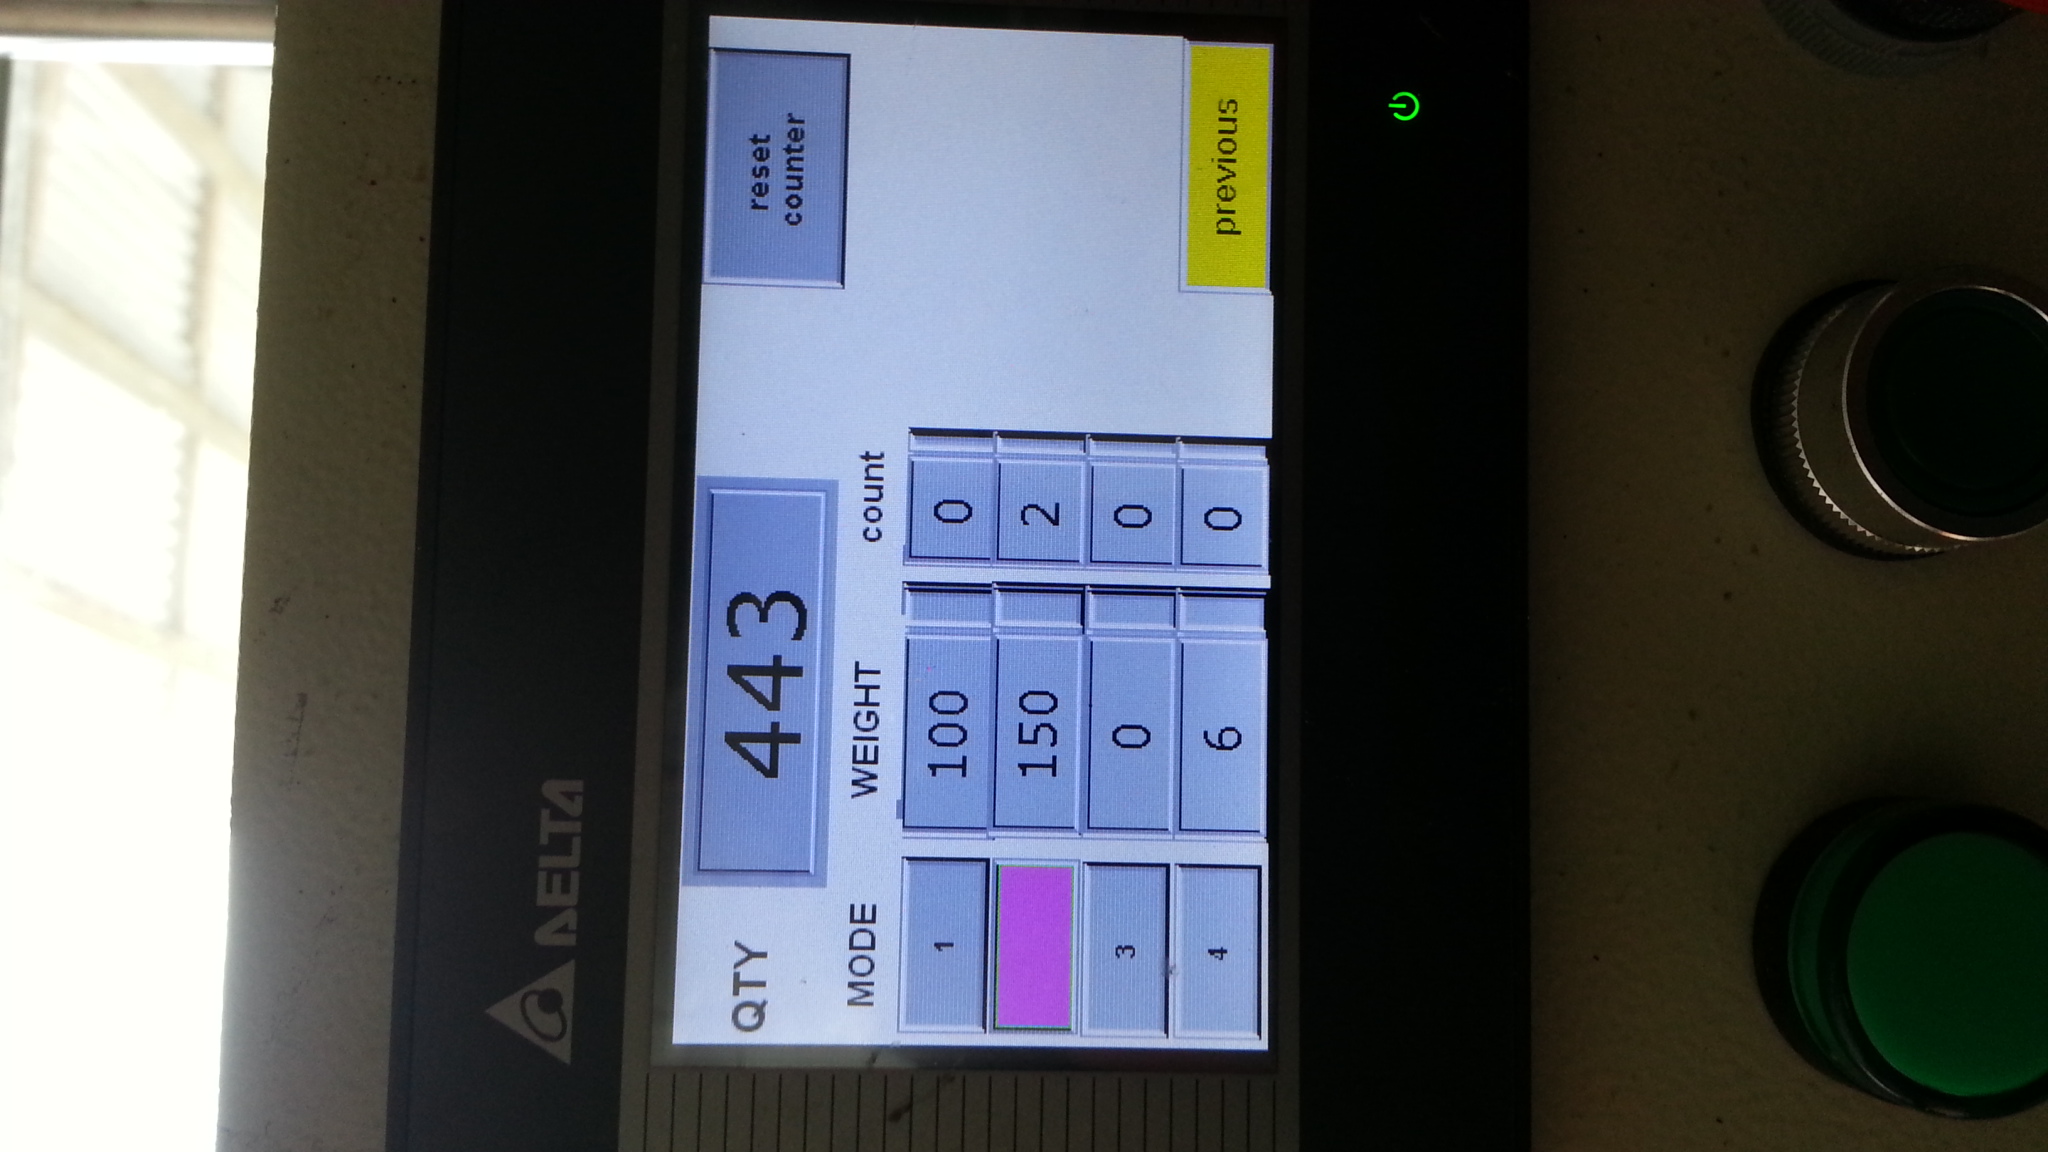 DELTA
QTY 443 reset counter
MODE WEIGHT count
1 100 0
150 2
3 0 0
4 6 0
previous